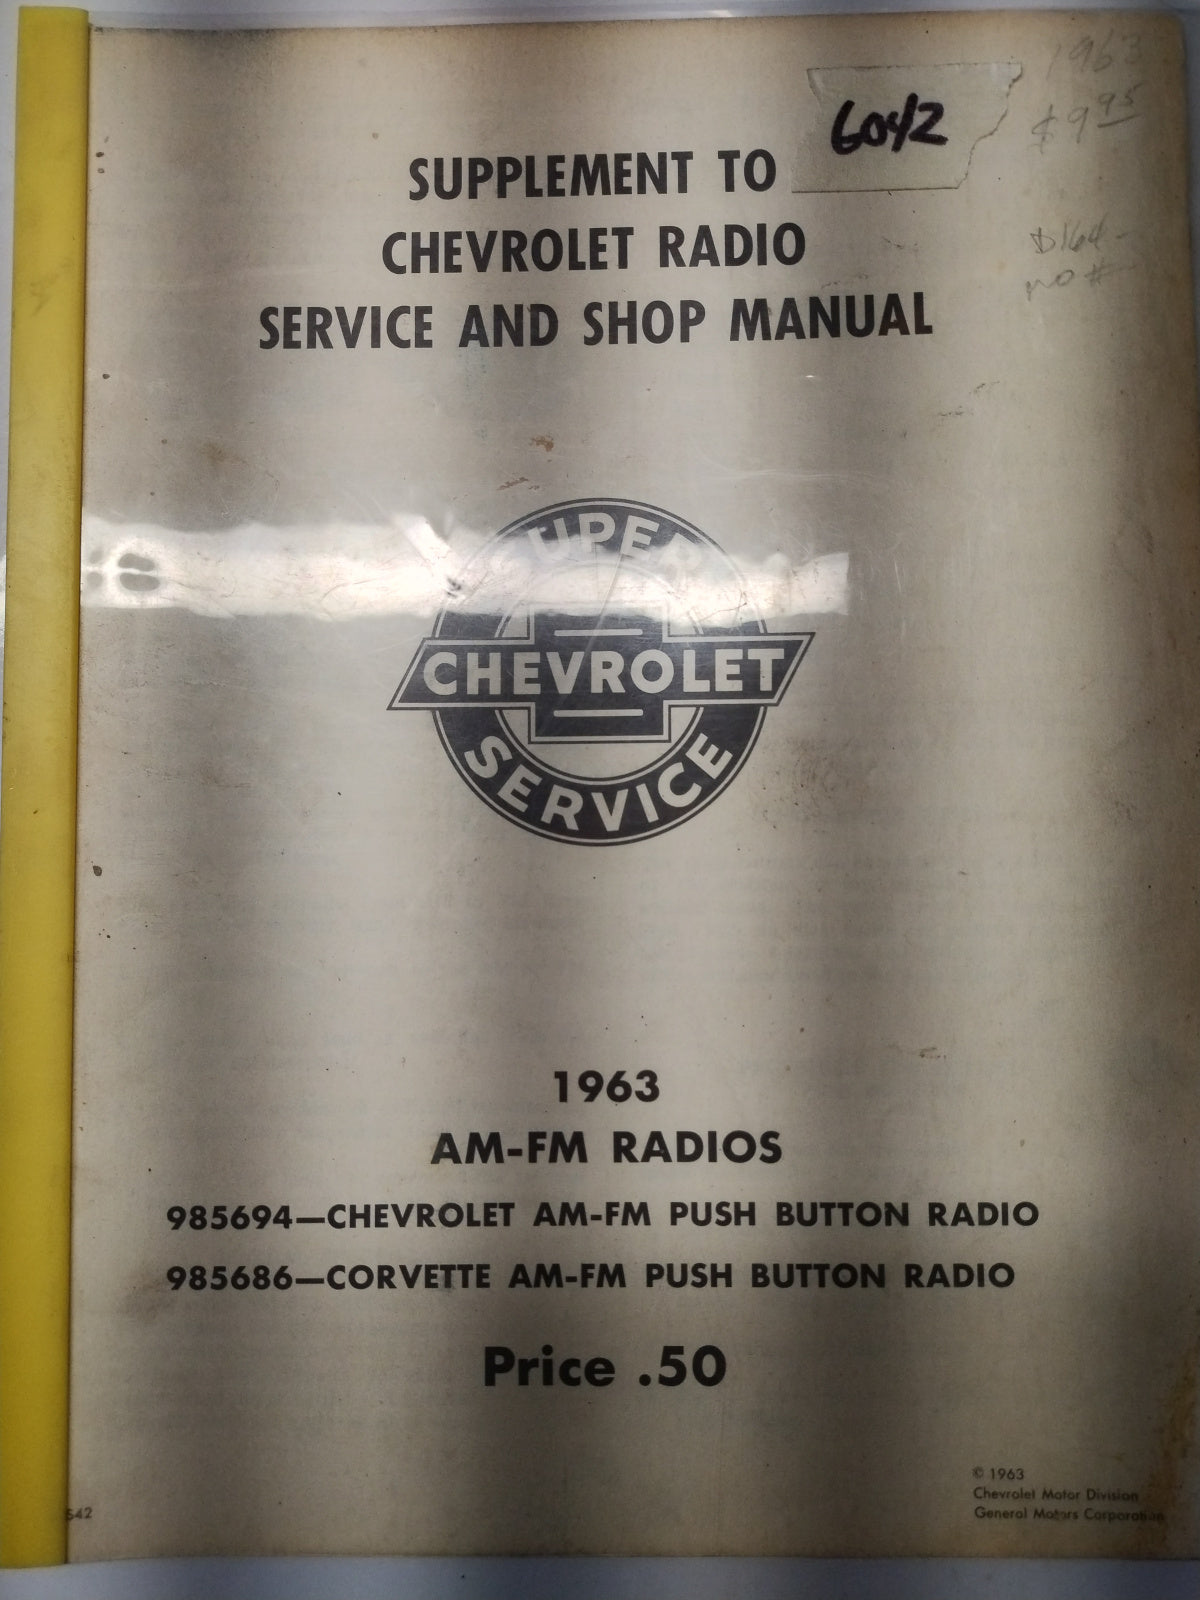 1963
$9 95
6042
SUPPLEMENT TO
CHEVROLET RADIO
SERVICE AND SHOP MANUAL
no #
SUPER
CHEVROLET
SERVICE
1963
AM-FM RADIOS
985694—CHEVROLET AM-FM PUSH BUTTON RADIO
985686—CORVETTE AM-FM PUSH BUTTON RADIO
Price .50
© 1963
Chevrolet Motor Division
General Motors Corporation